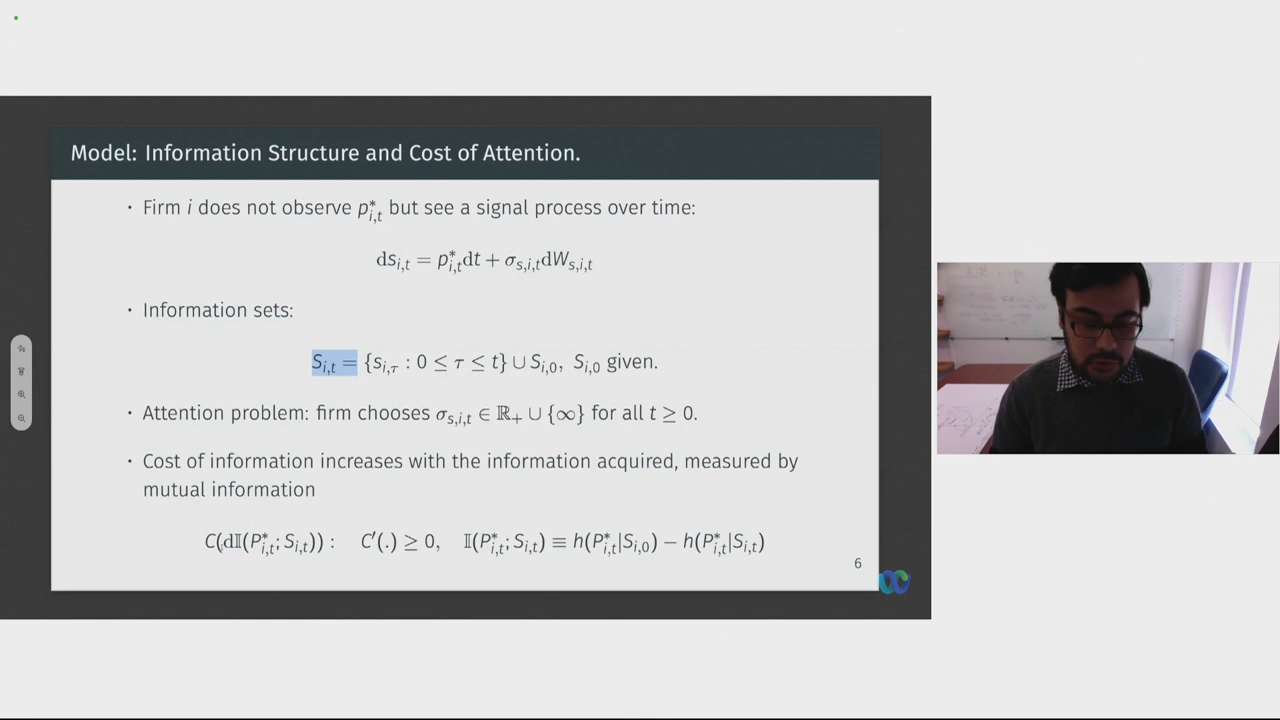 Model: Information Structure and Cost of Attention.
· Firm i does not observe p*_{i,t} but see a signal process over time:
ds_{i,t} = p*_{i,t}dt + σ_{s,i,t}dW_{s,i,t}
· Information sets:
S_{i,t} = {s_{i,τ} : 0 ≤ τ ≤ t} ∪ S_{i,0}, S_{i,0} given.
· Attention problem: firm chooses σ_{s,i,t} ∈ ℝ₊ ∪ {∞} for all t ≥ 0.
· Cost of information increases with the information acquired, measured by
mutual information
C(d𝕀(P*_{i,t}; S_{i,t})) : C′(.) ≥ 0, 𝕀(P*_{i,t}; S_{i,t}) ≡ h(P*_{i,t}|S_{i,0}) − h(P*_{i,t}|S_{i,t})
6